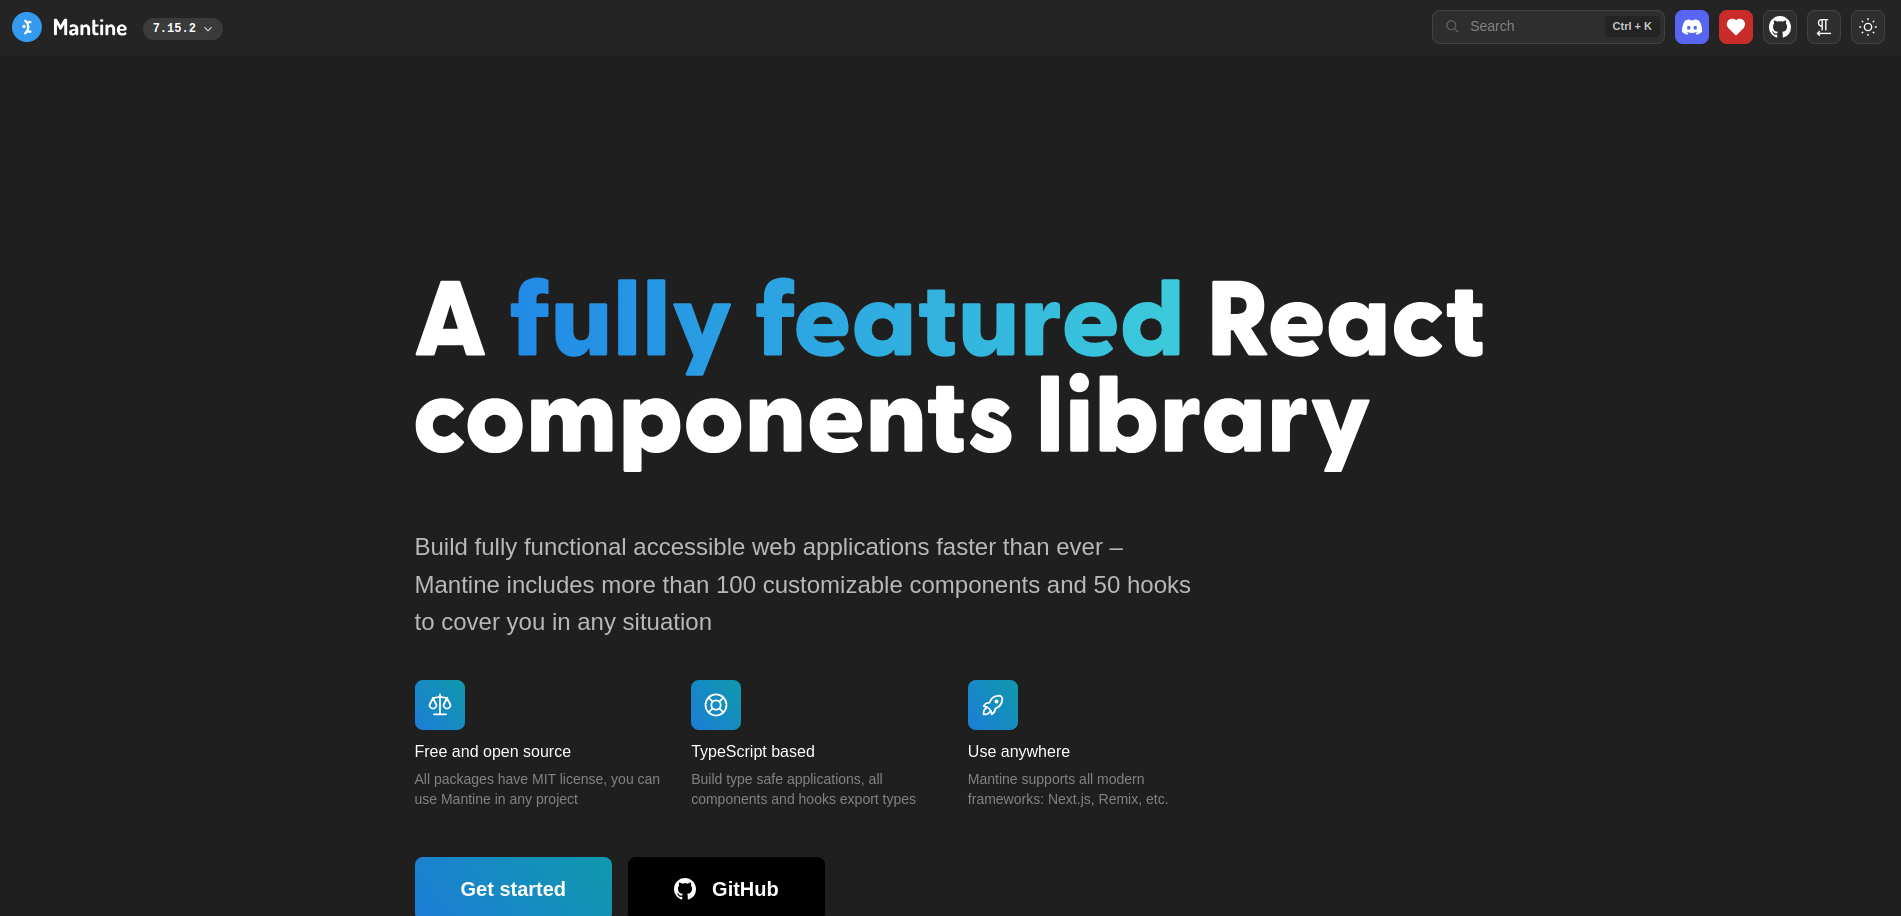 Mantine
7.15.2
Search
Ctrl + K
A fully featured React
components library
Build fully functional accessible web applications faster than ever –
Mantine includes more than 100 customizable components and 50 hooks
to cover you in any situation
Free and open source
All packages have MIT license, you can
use Mantine in any project
TypeScript based
Build type safe applications, all
components and hooks export types
Use anywhere
Mantine supports all modern
frameworks: Next.js, Remix, etc.
Get started
GitHub